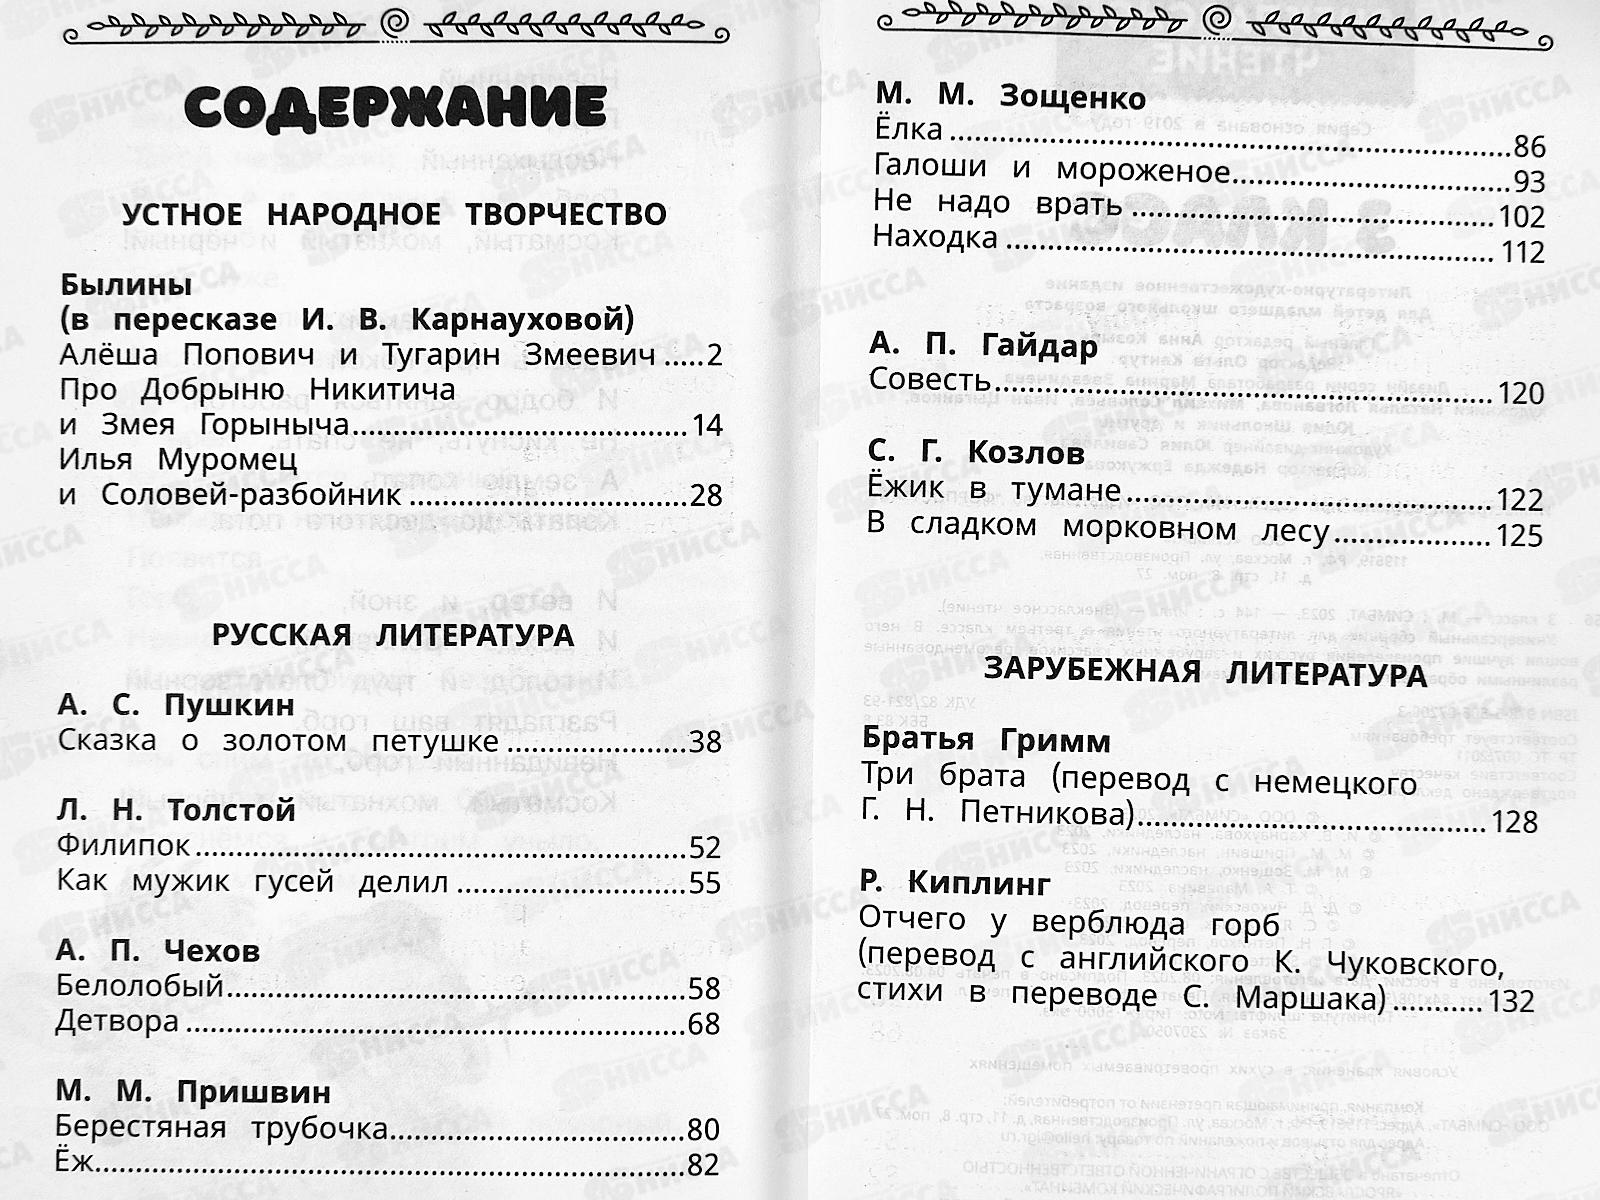 СОДЕРЖАНИЕ
УСТНОЕ НАРОДНОЕ ТВОРЧЕСТВО
Былины
(в пересказе И. В. Карнауховой)
Алёша Попович и Тугарин Змеевич.....2
Про Добрыню Никитича
и Змея Горыныча.....14
Илья Муромец
и Соловей-разбойник.....28
РУССКАЯ ЛИТЕРАТУРА
А. С. Пушкин
Сказка о золотом петушке.....38
Л. Н. Толстой
Филипок.....52
Как мужик гусей делил.....55
А. П. Чехов
Белолобый.....58
Детвора.....68
М. М. Пришвин
Берестяная трубочка.....80
Ёж.....82
М. М. Зощенко
Ёлка.....86
Галоши и мороженое.....93
Не надо врать.....102
Находка.....112
А. П. Гайдар
Совесть.....120
С. Г. Козлов
Ёжик в тумане.....122
В сладком морковном лесу.....125
ЗАРУБЕЖНАЯ ЛИТЕРАТУРА
Братья Гримм
Три брата (перевод с немецкого
Г. Н. Петникова).....128
Р. Киплинг
Отчего у верблюда горб
(перевод с английского К. Чуковского,
стихи в переводе С. Маршака).....132